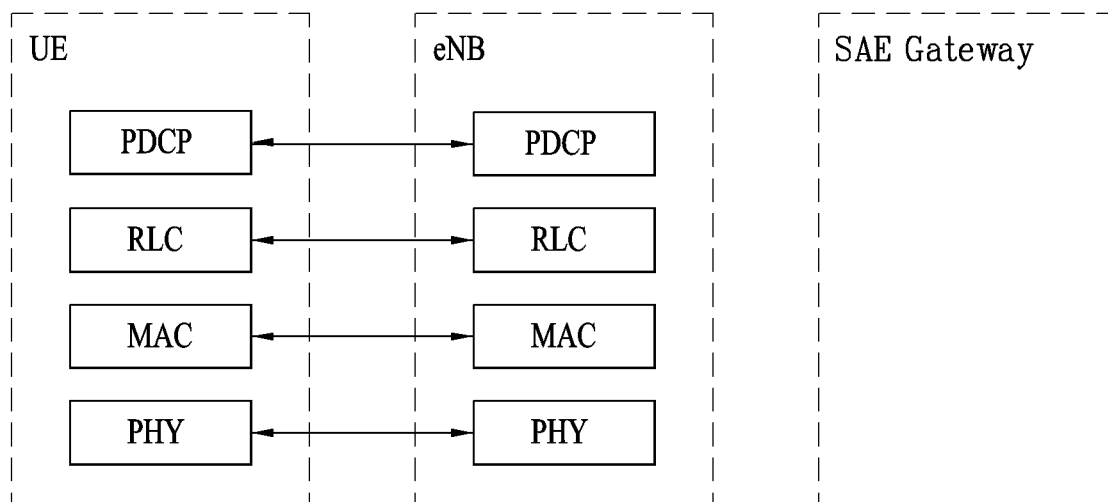 UE
eNB
SAE Gateway
PDCP
PDCP
RLC
RLC
MAC
MAC
PHY
PHY